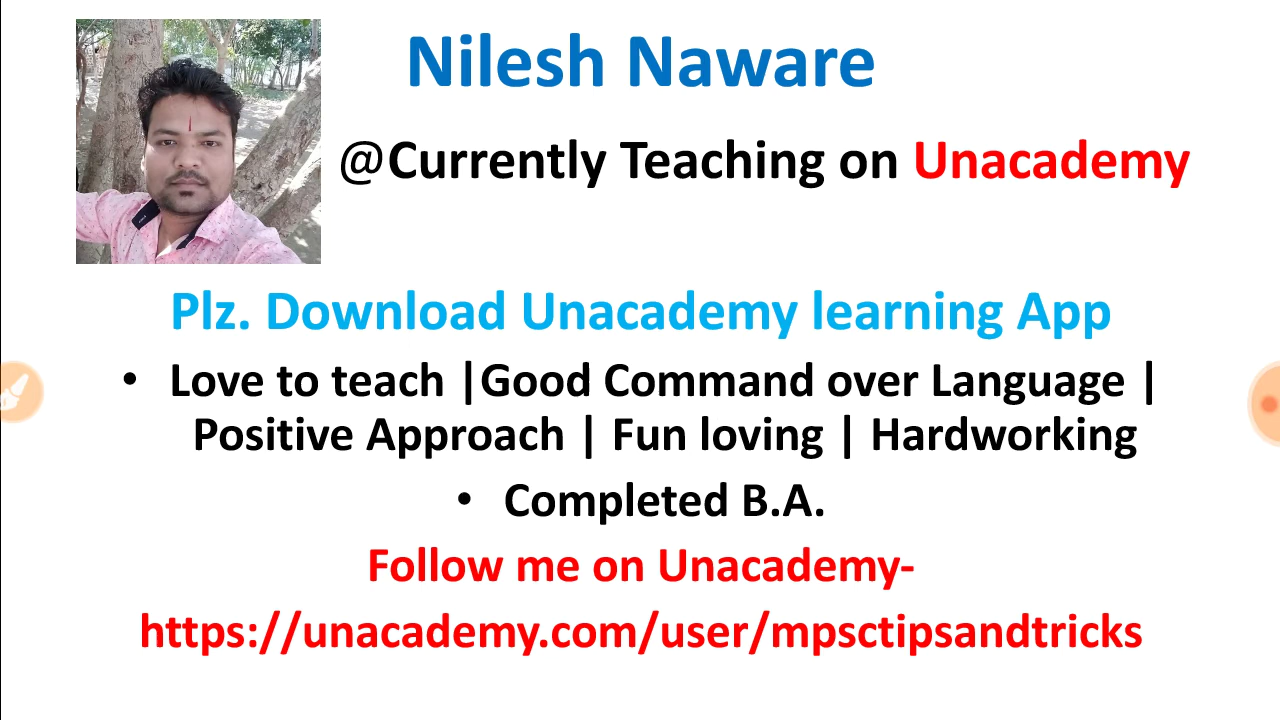 Nilesh Naware
@Currently Teaching on Unacademy
Plz. Download Unacademy learning App
• Love to teach |Good Command over Language |
Positive Approach | Fun loving | Hardworking
• Completed B.A.
Follow me on Unacademy-
https://unacademy.com/user/mpsctipsandtricks